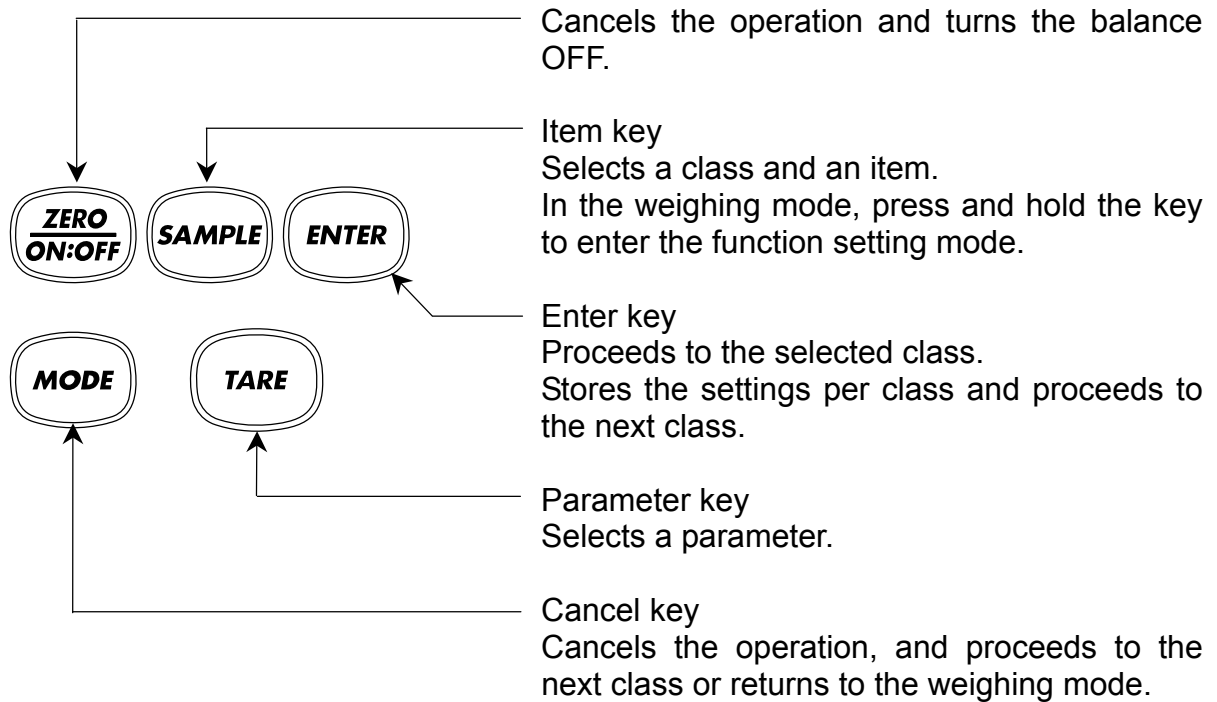 Cancels the operation and turns the balance
OFF.
Item key
Selects a class and an item.
In the weighing mode, press and hold the key
to enter the function setting mode.
ZERO
ON:OFF
SAMPLE
ENTER
Enter key
Proceeds to the selected class.
Stores the settings per class and proceeds to
the next class.
MODE
TARE
Parameter key
Selects a parameter.
Cancel key
Cancels the operation, and proceeds to the
next class or returns to the weighing mode.